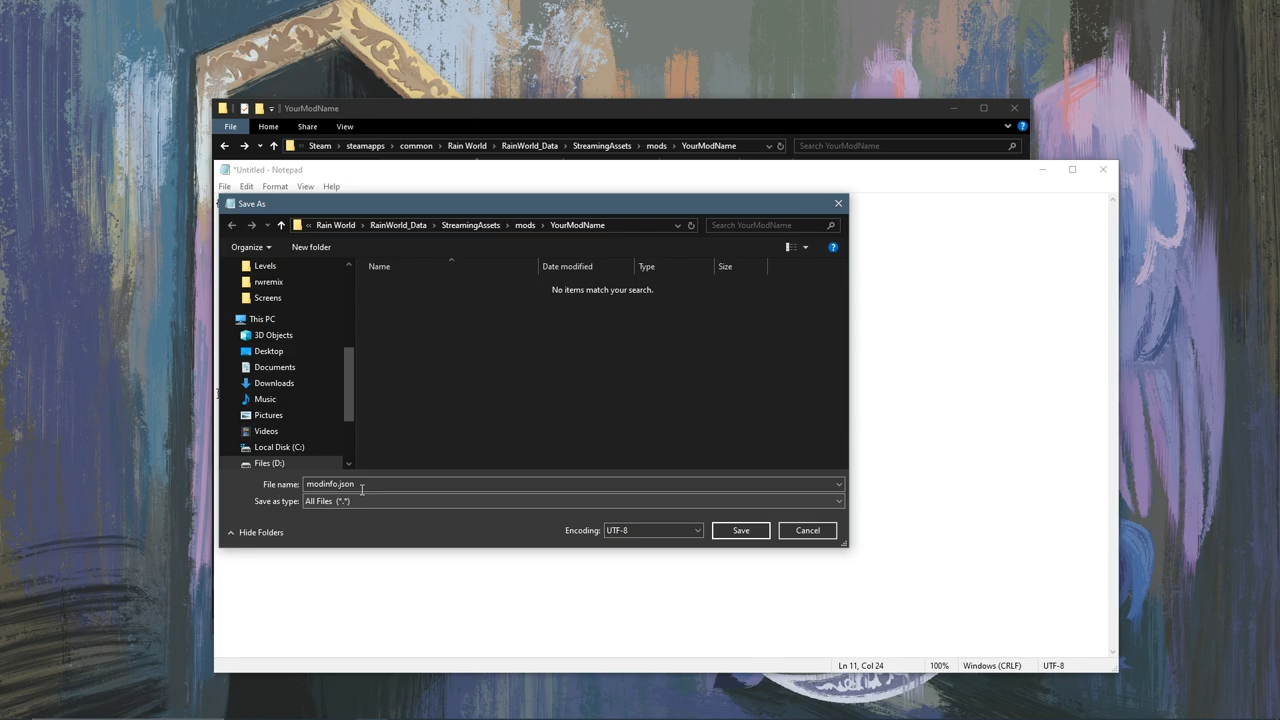 YourModName
File Home Share View
« Steam › steamapps › common › Rain World › RainWorld_Data › StreamingAssets › mods › YourModName
Search YourModName
*Untitled - Notepad
File Edit Format View Help
Save As
« Rain World › RainWorld_Data › StreamingAssets › mods › YourModName
Search YourModName
Organize New folder
Levels
rwremix
Screens
This PC
3D Objects
Desktop
Documents
Downloads
Music
Pictures
Videos
Local Disk (C:)
Files (D:)
Name Date modified Type Size
No items match your search.
File name: modinfo.json
Save as type: All Files (*.*)
Hide Folders
Encoding: UTF-8 Save Cancel
Ln 11, Col 24 100% Windows (CRLF) UTF-8